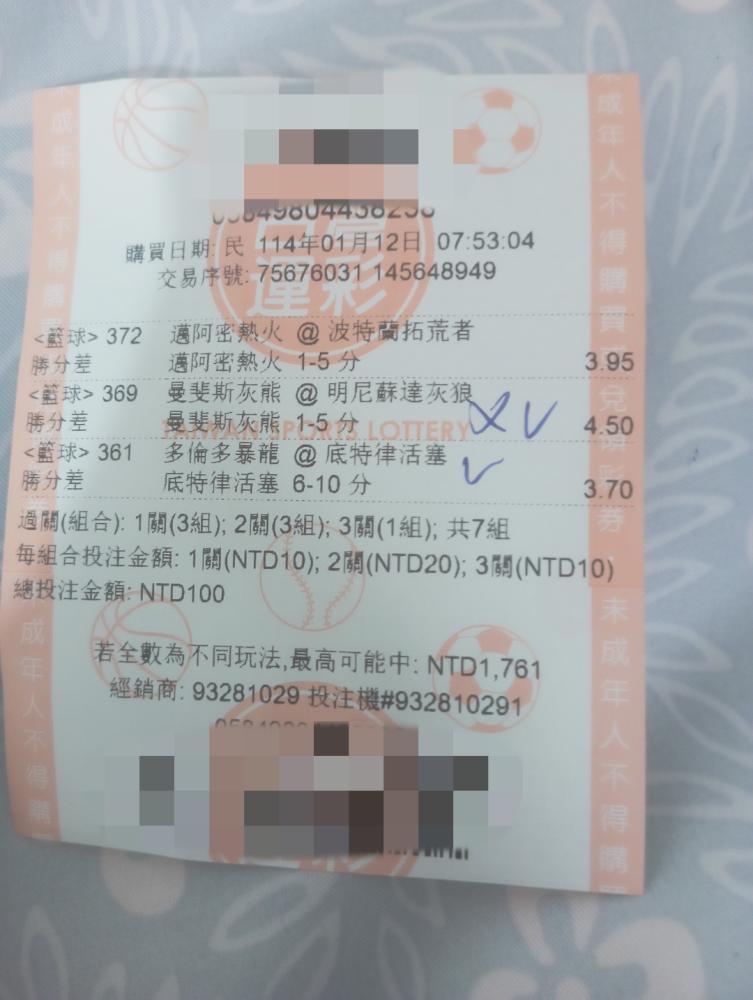 購買日期: 民 114年01月12日 07:53:04
交易序號: 75676031 145648949
<籃球> 372 邁阿密熱火 @ 波特蘭拓荒者
勝分差 邁阿密熱火 1-5 分 3.95
<籃球> 369 曼斐斯灰熊 @ 明尼蘇達灰狼
勝分差 曼斐斯灰熊 1-5 分 4.50
TAIWAN SPORTS LOTTERY
<籃球> 361 多倫多暴龍 @ 底特律活塞
勝分差 底特律活塞 6-10 分 3.70
過關(組合): 1關(3組); 2關(3組); 3關(1組); 共7組
每組合投注金額: 1關(NTD10); 2關(NTD20); 3關(NTD10)
總投注金額: NTD100
若全數為不同玩法,最高可能中: NTD1,761
經銷商: 93281029 投注機#932810291
未成年人不得購買或兌領彩券
未成年人不得購